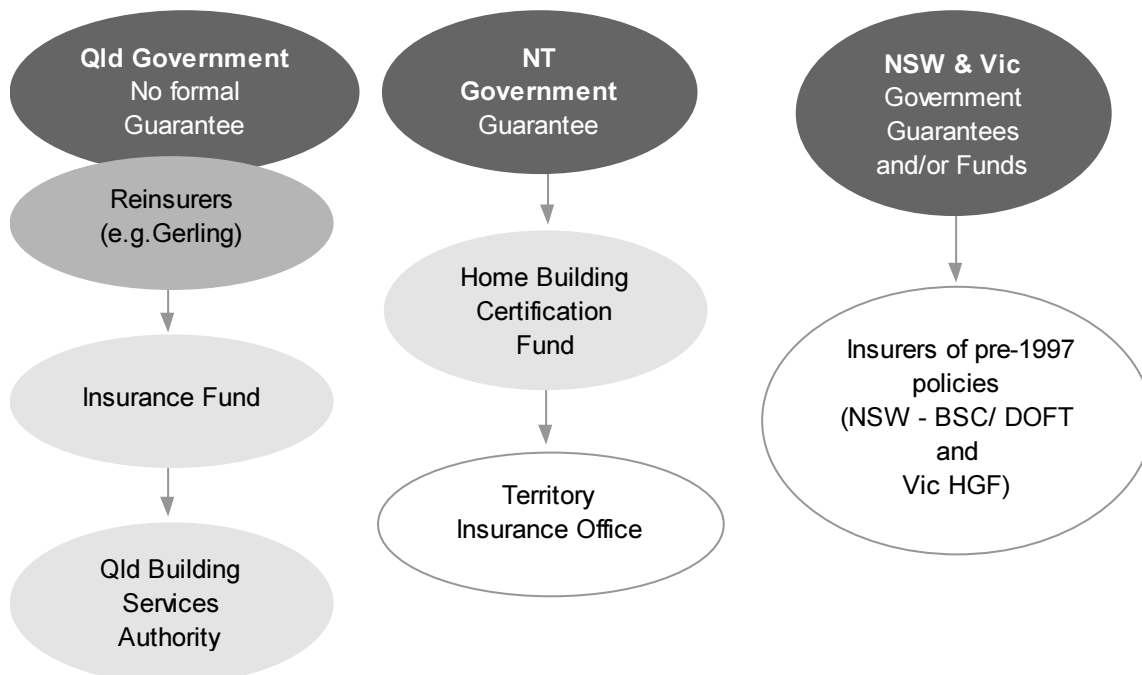 Qld Government
No formal
Guarantee
Reinsurers
(e.g.Gerling)
Insurance Fund
Qld Building
Services
Authority
NT
Government
Guarantee
Home Building
Certification
Fund
Territory
Insurance Office
NSW & Vic
Government
Guarantees
and/or Funds
Insurers of pre-1997
policies
(NSW - BSC/ DOFT
and
Vic HGF)